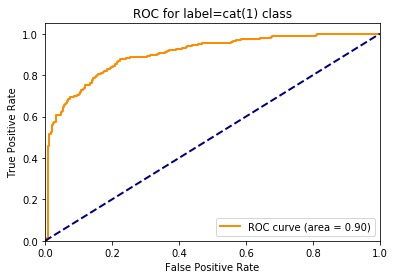 ROC for label=cat(1) class
True Positive Rate
1.0
0.8
0.6
0.4
0.2
0.0
ROC curve (area = 0.90)
0.0 0.2 0.4 0.6 0.8 1.0
False Positive Rate